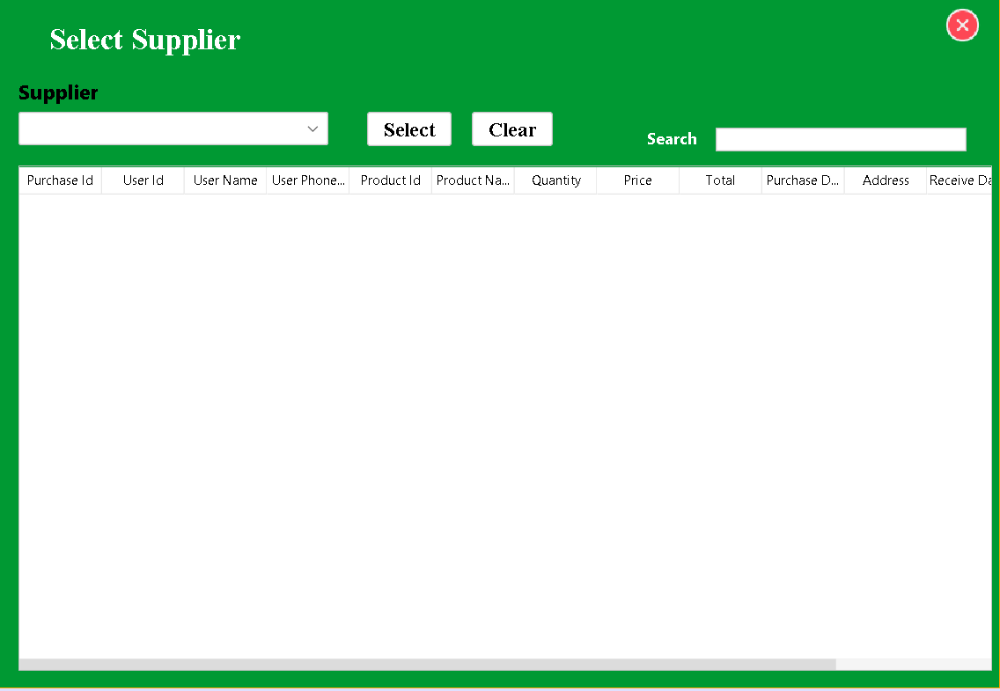 Select Supplier
Supplier
Select Clear Search
Purchase Id User Id User Name User Phone... Product Id Product Na... Quantity Price Total Purchase D... Address Receive Da